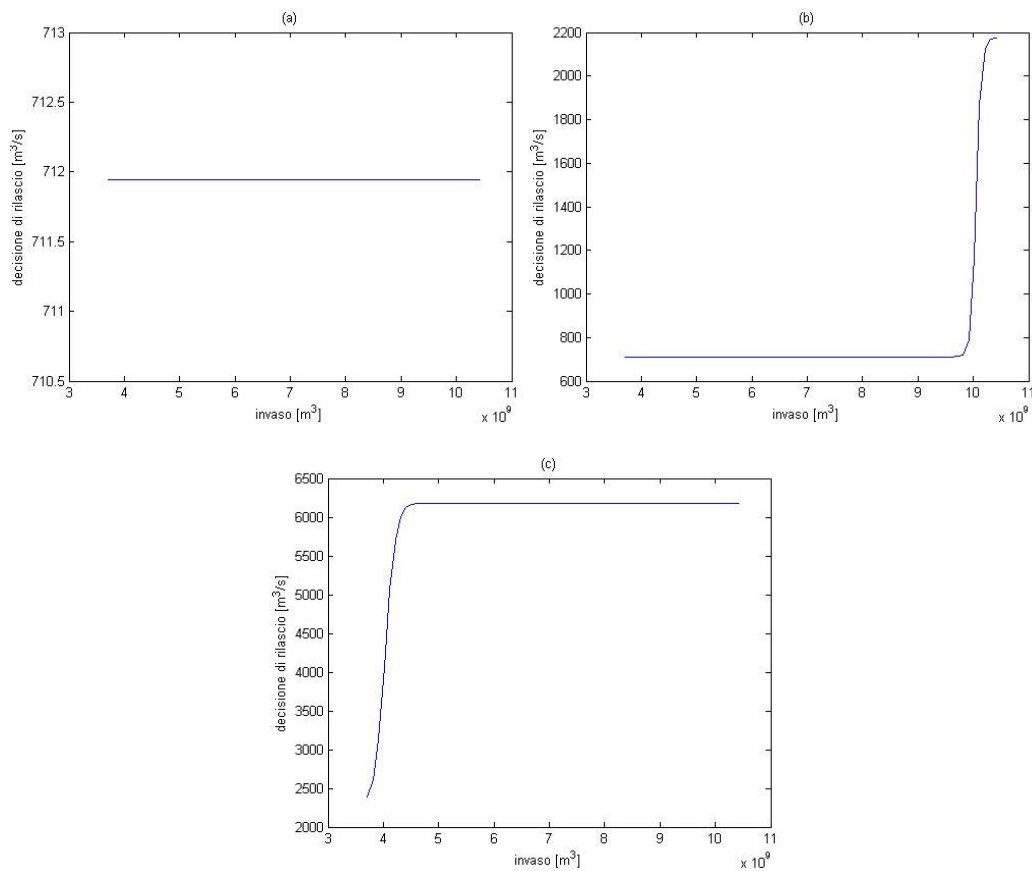 (a)
713
712.5
712
711.5
711
710.5
decisione di rilascio [m³/s]
3 4 5 6 7 8 9 10 11
invaso [m³]
x 10⁹
(b)
2200
2000
1800
1600
1400
1200
1000
800
600
decisione di rilascio [m³/s]
3 4 5 6 7 8 9 10 11
invaso [m³]
x 10⁹
(c)
6500
6000
5500
5000
4500
4000
3500
3000
2500
2000
decisione di rilascio [m³/s]
3 4 5 6 7 8 9 10 11
invaso [m³]
x 10⁹